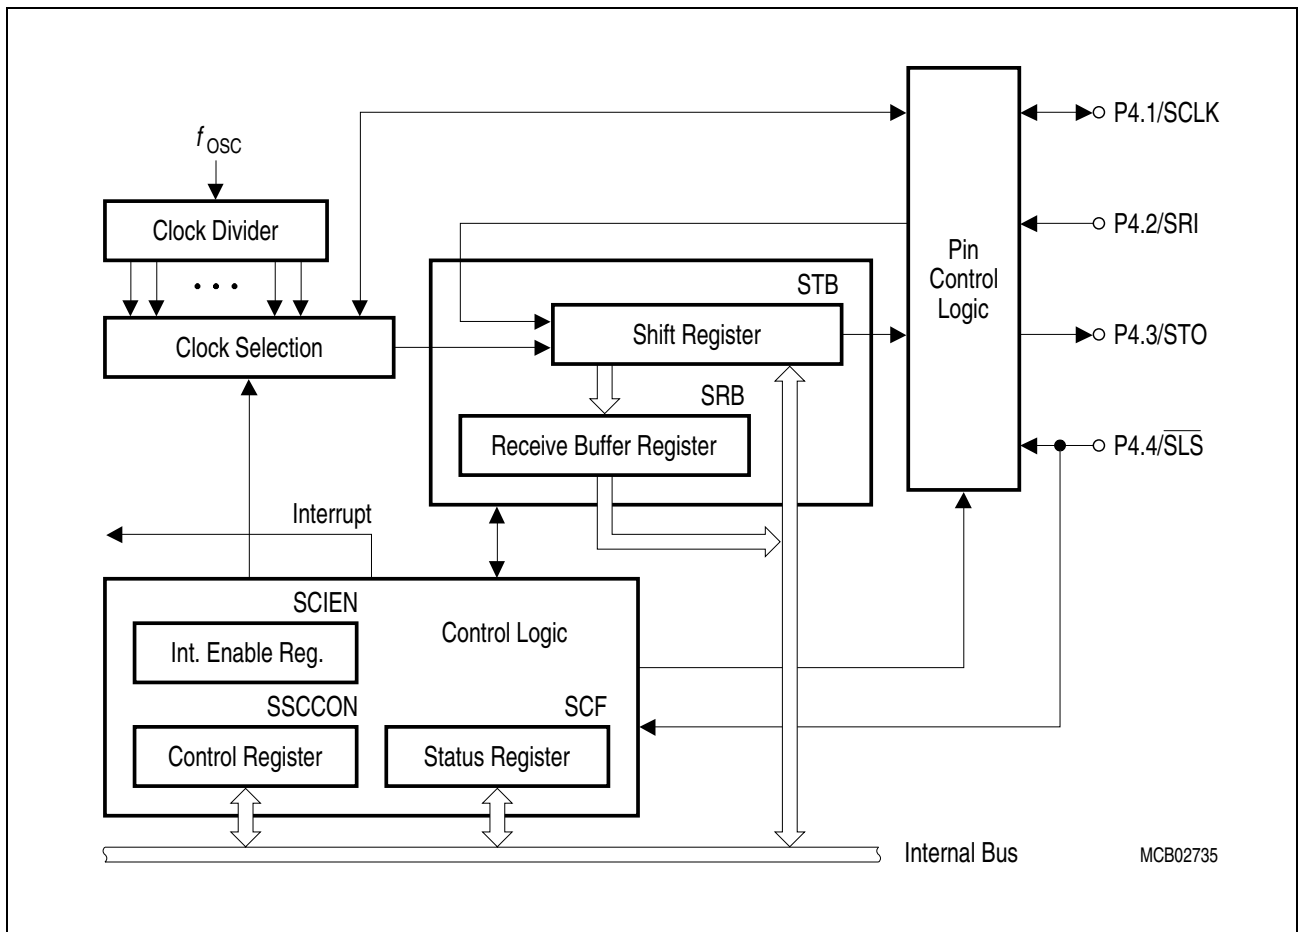 f OSC
Clock Divider
Clock Selection
STB
Shift Register
SRB
Receive Buffer Register
Pin
Control
Logic
P4.1/SCLK
P4.2/SRI
P4.3/STO
P4.4/S̅L̅S̅
Interrupt
SCIEN
Int. Enable Reg.
Control Logic
SSCCON
Control Register
SCF
Status Register
Internal Bus
MCB02735